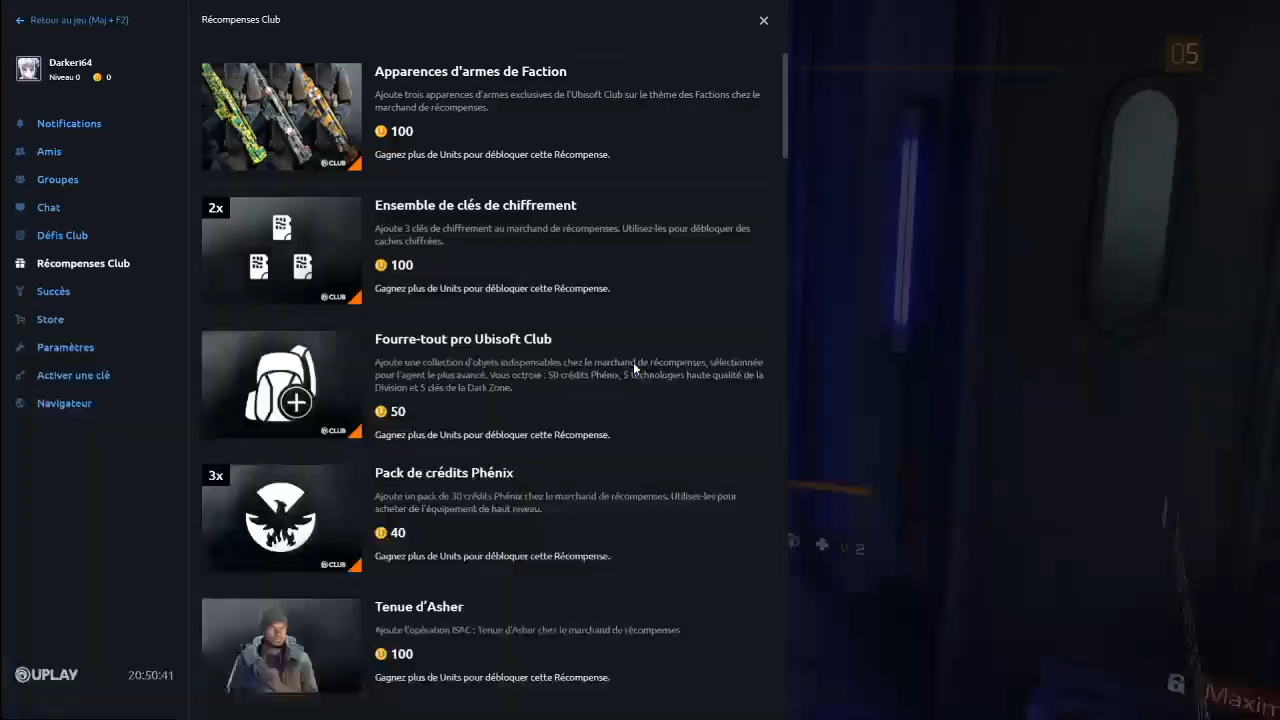 Retour au jeu (Maj + F2)
Darker164
Niveau 0 0
Notifications
Amis
Groupes
Chat
Défis Club
Récompenses Club
Succès
Store
Paramètres
Activer une clé
Navigateur
UPLAY
20:50:41
Récompenses Club
Apparences d'armes de Faction
Ajoute trois apparences d'armes exclusives de l'Ubisoft Club sur le thème des Factions chez le
marchand de récompenses.
100
Gagnez plus de Units pour débloquer cette Récompense.
CLUB
2x
Ensemble de clés de chiffrement
Ajoute 3 clés de chiffrement au marchand de récompenses. Utilisez-les pour débloquer des
caches chiffrées.
100
Gagnez plus de Units pour débloquer cette Récompense.
CLUB
Fourre-tout pro Ubisoft Club
Ajoute une collection d'objets indispensables chez le marchand de récompenses, sélectionnée
pour l'agent le plus avancé. Vous octroie : 50 crédits Phénix, 5 technologies haute qualité de la
Division et 5 clés de la Dark Zone.
50
Gagnez plus de Units pour débloquer cette Récompense.
CLUB
3x
Pack de crédits Phénix
Ajoute un pack de 30 crédits Phénix chez le marchand de récompenses. Utilisez-les pour
acheter de l'équipement de haut niveau.
40
Gagnez plus de Units pour débloquer cette Récompense.
CLUB
Tenue d'Asher
Ajoute l'opération ISAC : Tenue d'Asher chez le marchand de récompenses
100
Gagnez plus de Units pour débloquer cette Récompense.
05
v 2
Maxim